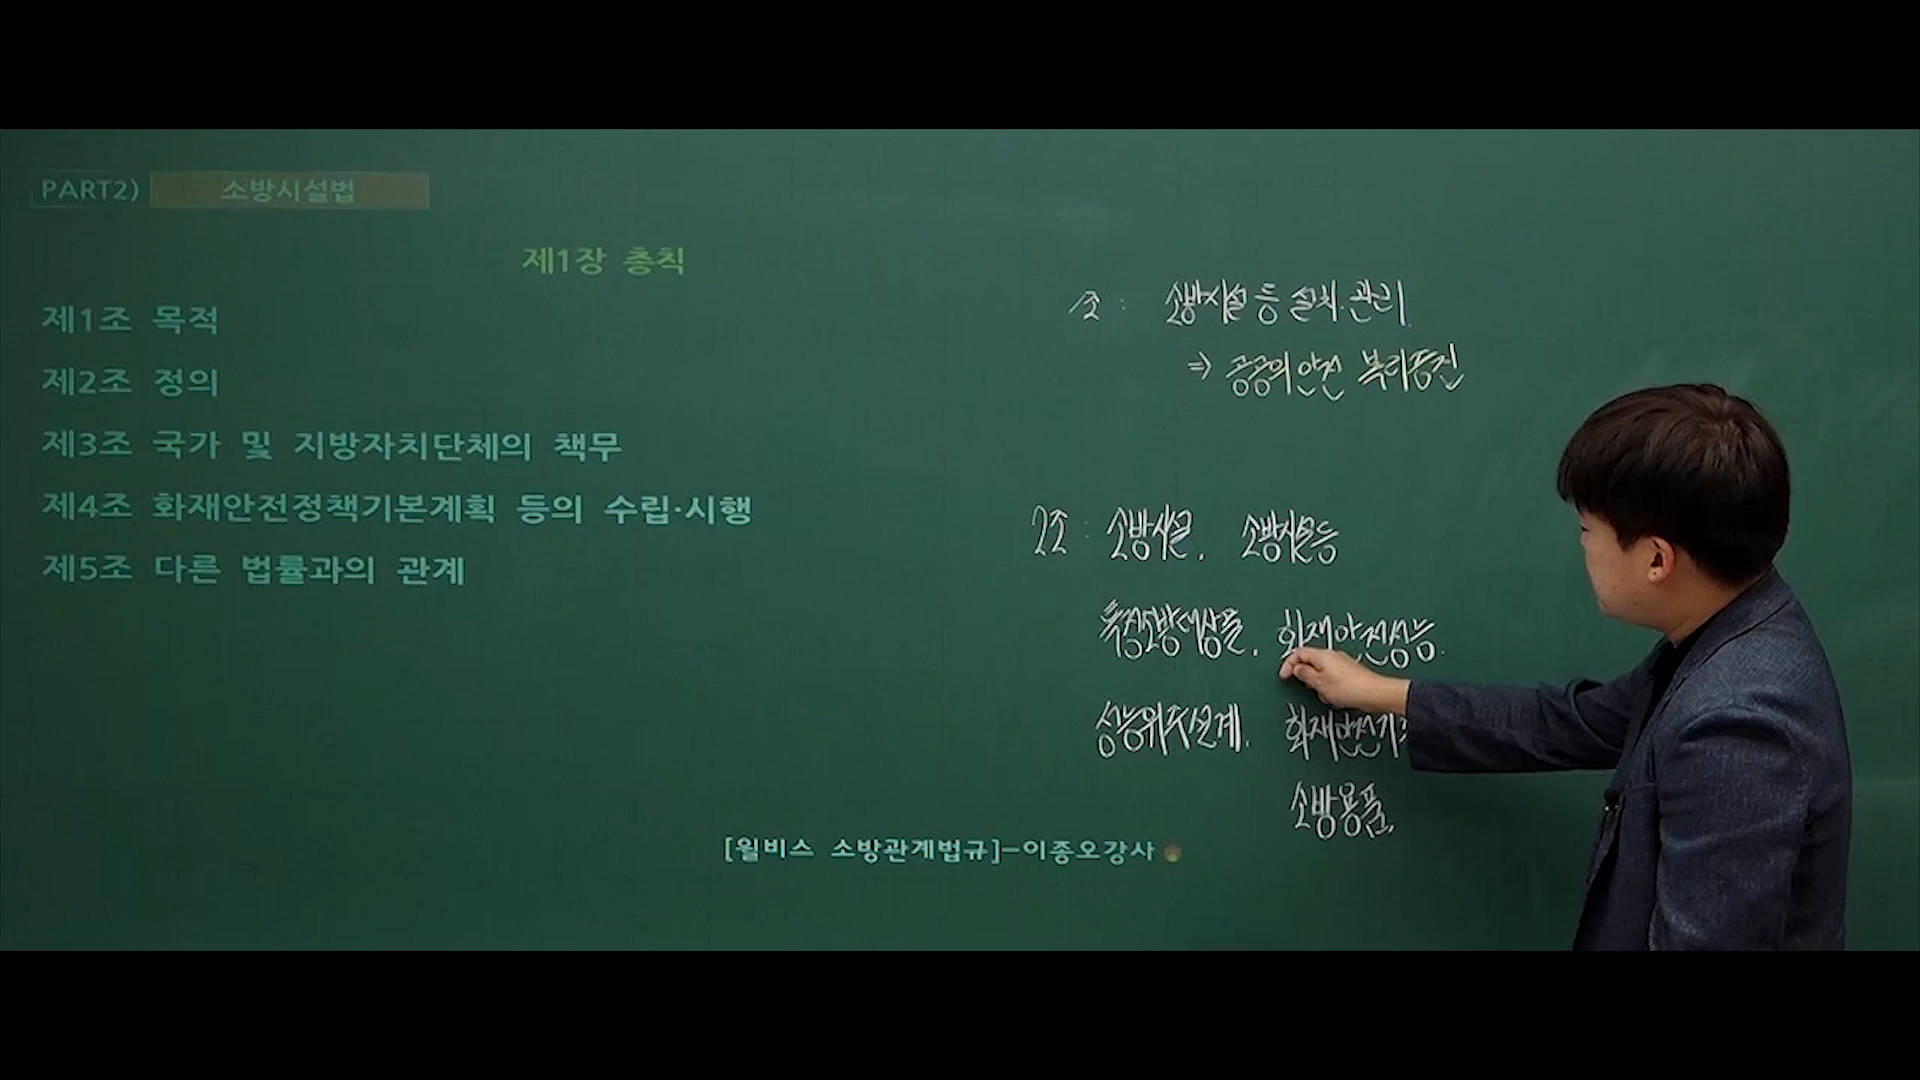 PART2) 소방시설법
제1장 총칙
제1조 목적
제2조 정의
제3조 국가 및 지방자치단체의 책무
제4조 화재안전정책기본계획 등의 수립·시행
제5조 다른 법률과의 관계
[윌비스 소방관계법규]-이종오강사
1조 : 소방시설 등 설치·관리
⇒ 공공의 안전 복리증진
2조 : 소방시설, 소방시설등
특정소방대상물, 화재안전성능.
성능위주설계, 화재안전기
소방용품,